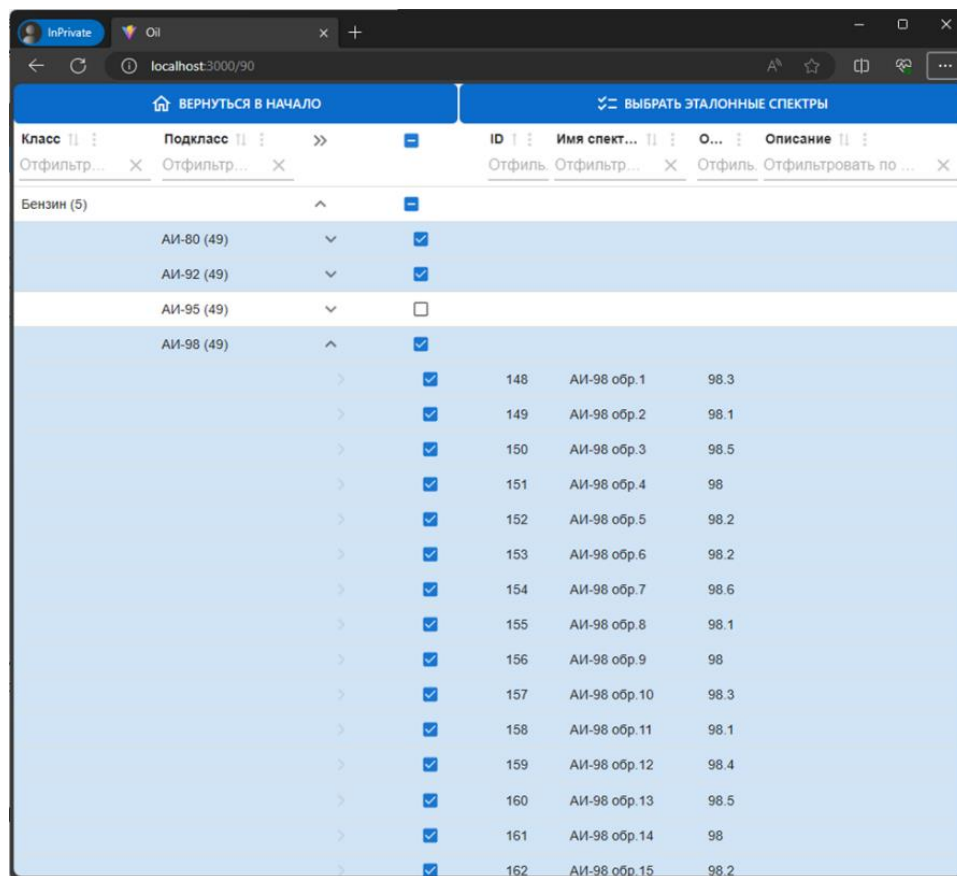 InPrivate Oil
localhost:3000/90
ВЕРНУТЬСЯ В НАЧАЛО ВЫБРАТЬ ЭТАЛОННЫЕ СПЕКТРЫ
Класс Подкласс ID Имя спект... О... Описание
Отфильтр... Отфильтр... Отфиль. Отфильтр... Отфиль. Отфильтровать по ...
Бензин (5)
АИ-80 (49)
АИ-92 (49)
АИ-95 (49)
АИ-98 (49)
148 АИ-98 обр.1 98.3
149 АИ-98 обр.2 98.1
150 АИ-98 обр.3 98.5
151 АИ-98 обр.4 98
152 АИ-98 обр.5 98.2
153 АИ-98 обр.6 98.2
154 АИ-98 обр.7 98.6
155 АИ-98 обр.8 98.1
156 АИ-98 обр.9 98
157 АИ-98 обр.10 98.3
158 АИ-98 обр.11 98.1
159 АИ-98 обр.12 98.4
160 АИ-98 обр.13 98.5
161 АИ-98 обр.14 98
162 АИ-98 обр.15 98.2